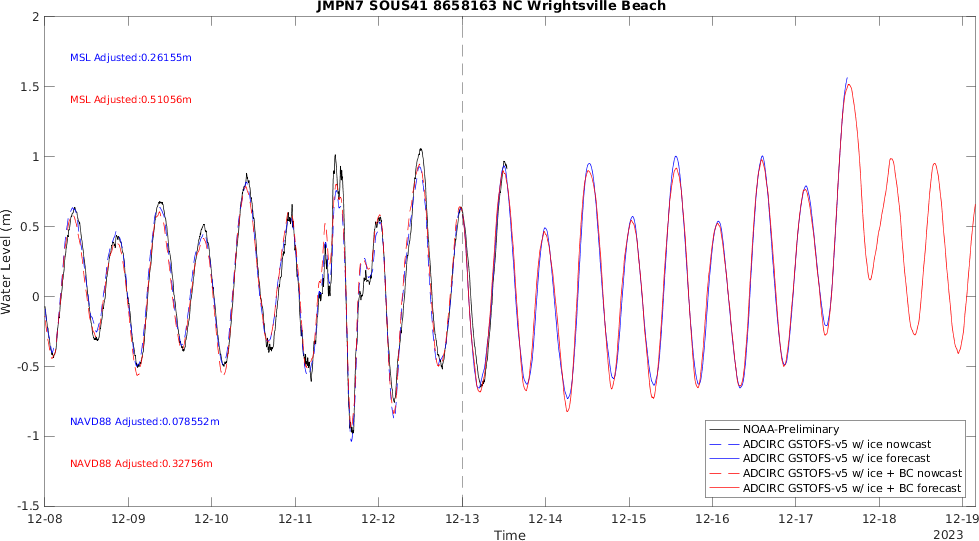 JMPN7 SOUS41 8658163 NC Wrightsville Beach
2
1.5
1
0.5
0
-0.5
-1
-1.5
Water Level (m)
MSL Adjusted:0.26155m
MSL Adjusted:0.51056m
NAVD88 Adjusted:0.078552m
NAVD88 Adjusted:0.32756m
NOAA-Preliminary
ADCIRC GSTOFS-v5 w/ ice nowcast
ADCIRC GSTOFS-v5 w/ ice forecast
ADCIRC GSTOFS-v5 w/ ice + BC nowcast
ADCIRC GSTOFS-v5 w/ ice + BC forecast
12-08 12-09 12-10 12-11 12-12 12-13 12-14 12-15 12-16 12-17 12-18 12-19
Time
2023